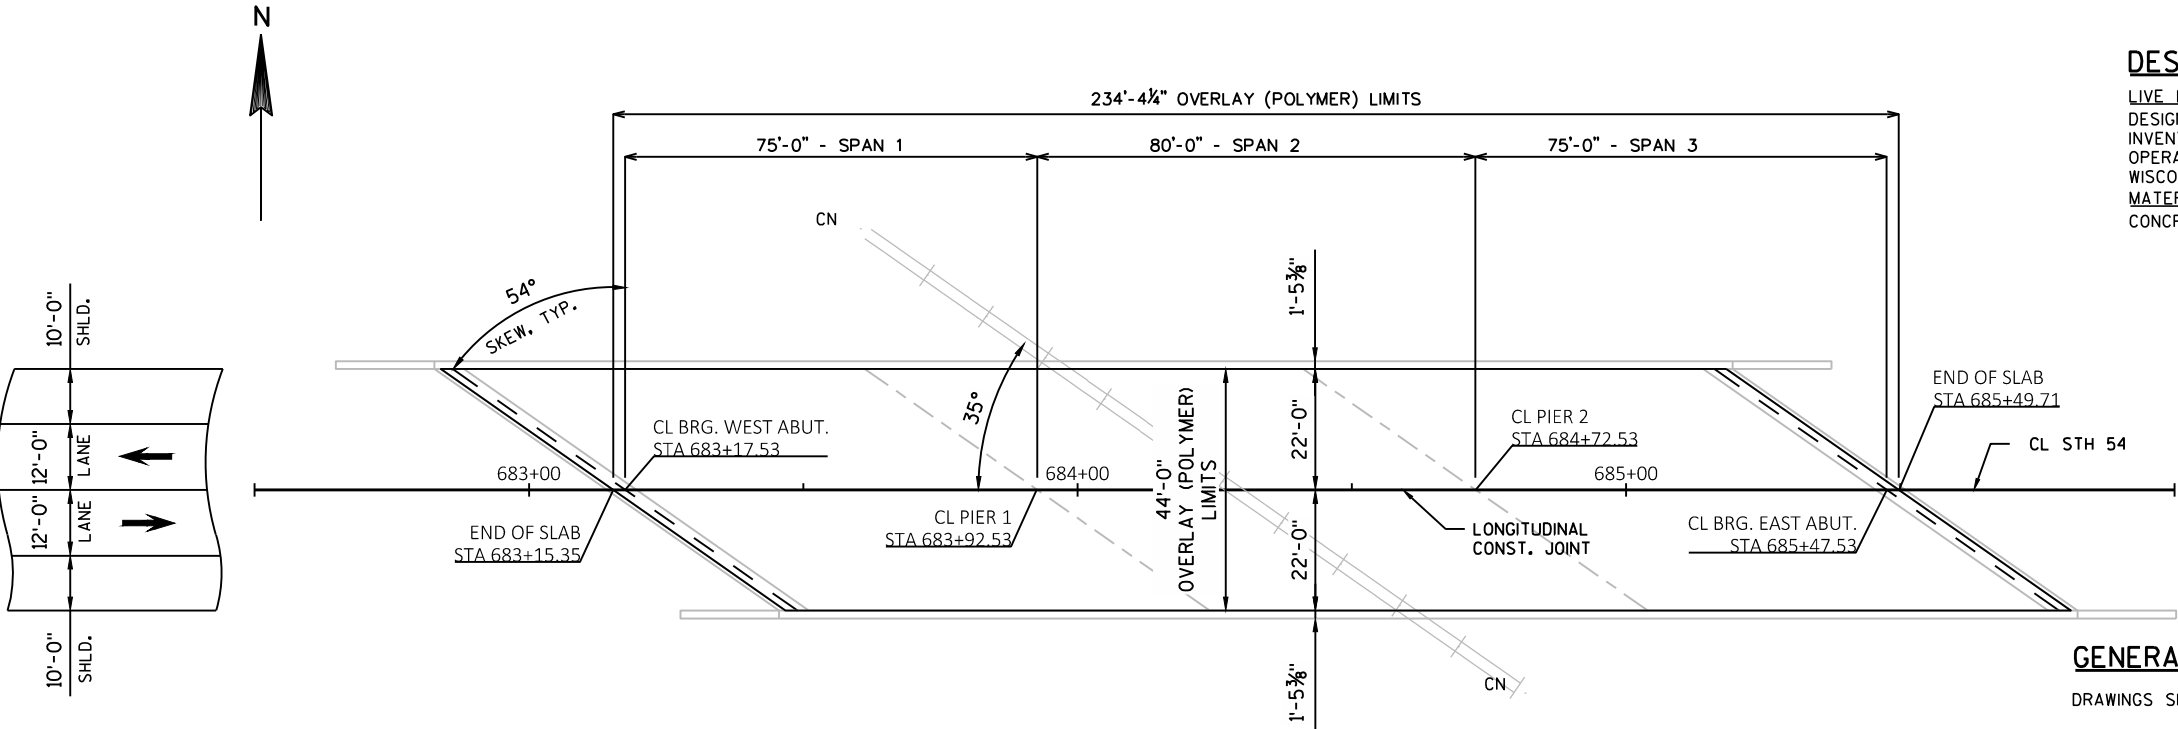 N
DES
LIVE
DESIG
INVEN
OPERA
WISCO
MATER
CONCR
234'-4¼" OVERLAY (POLYMER) LIMITS
75'-0" - SPAN 1
80'-0" - SPAN 2
75'-0" - SPAN 3
CN
54°
SKEW, TYP.
35°
10'-0"
SHLD.
12'-0"
LANE
12'-0"
LANE
10'-0"
SHLD.
1'-5⅜"
22'-0"
22'-0"
1'-5⅜"
44'-0"
OVERLAY (POLYMER)
LIMITS
CL BRG. WEST ABUT.
STA 683+17.53
683+00
684+00
685+00
END OF SLAB
STA 683+15.35
CL PIER 1
STA 683+92.53
CL PIER 2
STA 684+72.53
END OF SLAB
STA 685+49.71
CL STH 54
LONGITUDINAL
CONST. JOINT
CL BRG. EAST ABUT.
STA 685+47.53
CN
GENERA
DRAWINGS S